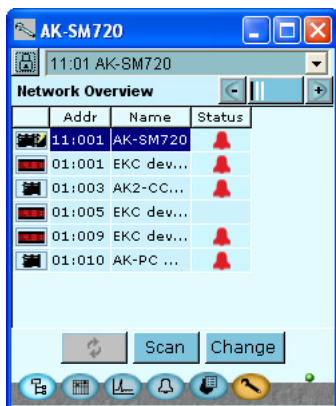 AK-SM720
11:01 AK-SM720
Network Overview
Addr Name Status
11:001 AK-SM720
01:001 EKC dev...
01:003 AK2-CC...
01:005 EKC dev...
01:009 EKC dev...
01:010 AK-PC ...
Scan Change